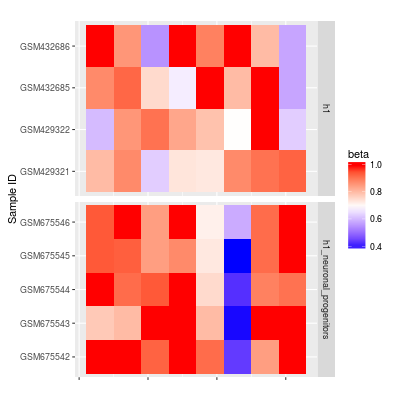 GSM432686
GSM432685
GSM429322
GSM429321
h1
GSM675546
GSM675545
GSM675544
GSM675543
GSM675542
h1_neuronal_progenitors
Sample ID
beta
1.0
0.8
0.6
0.4